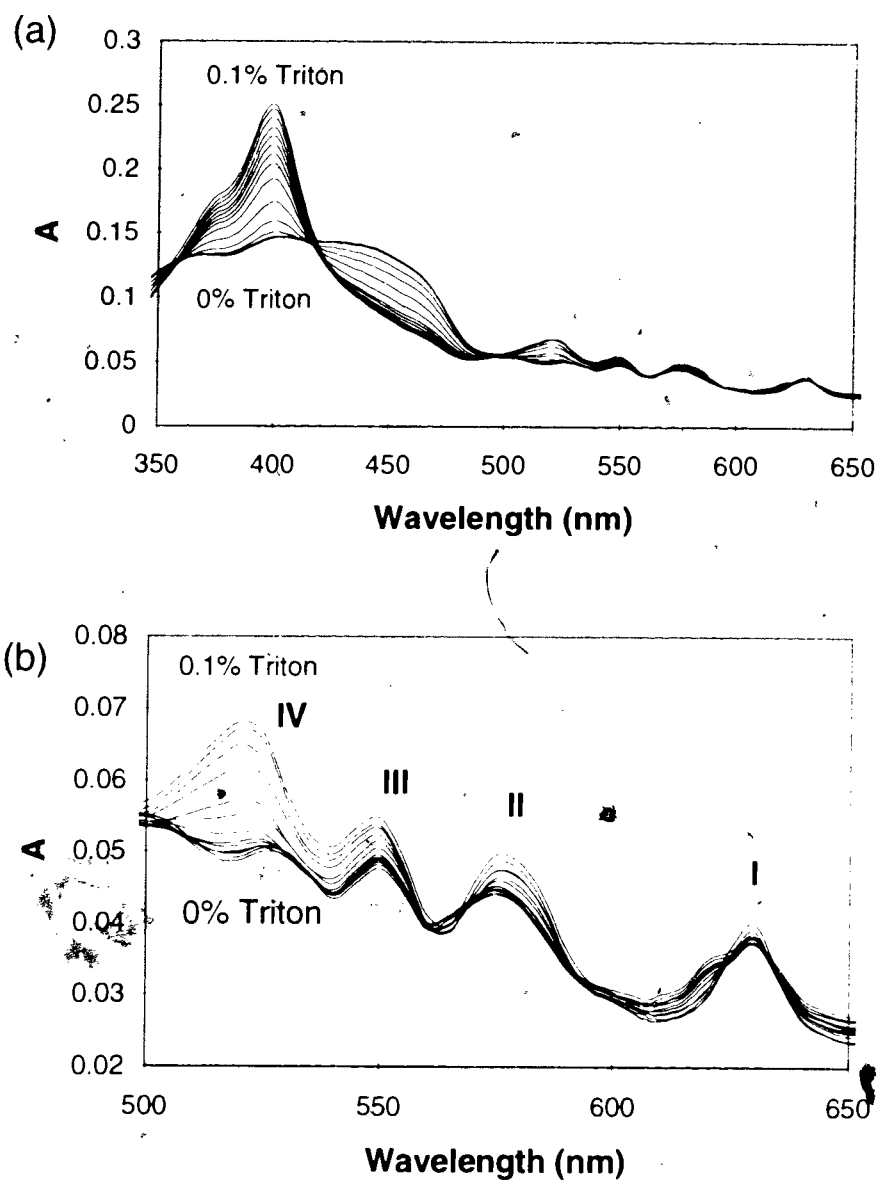 (a)
0.3
0.25
0.2
0.15
0.1
0.05
0
A
0.1% Triton
0% Triton
350 400 450 500 550 600 650
Wavelength (nm)
(b)
0.08
0.07
0.06
0.05
0.04
0.03
0.02
A
0.1% Triton
IV
III
II
I
0% Triton
500 550 600 650
Wavelength (nm)